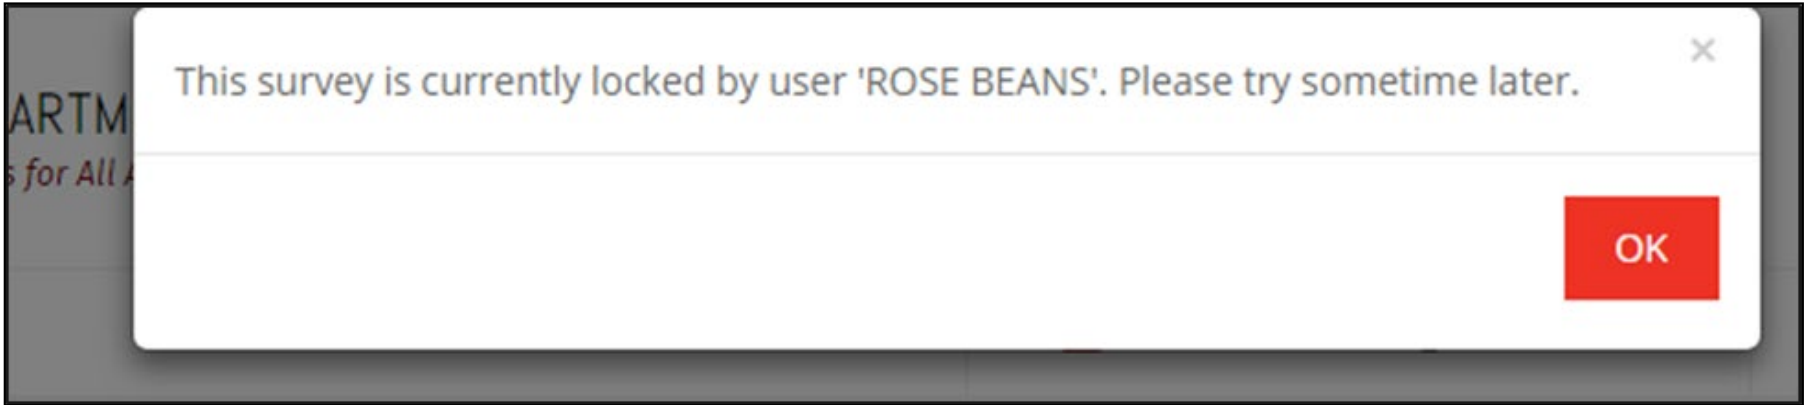 This survey is currently locked by user 'ROSE BEANS'. Please try sometime later.
×
ARTM
s for All A
OK